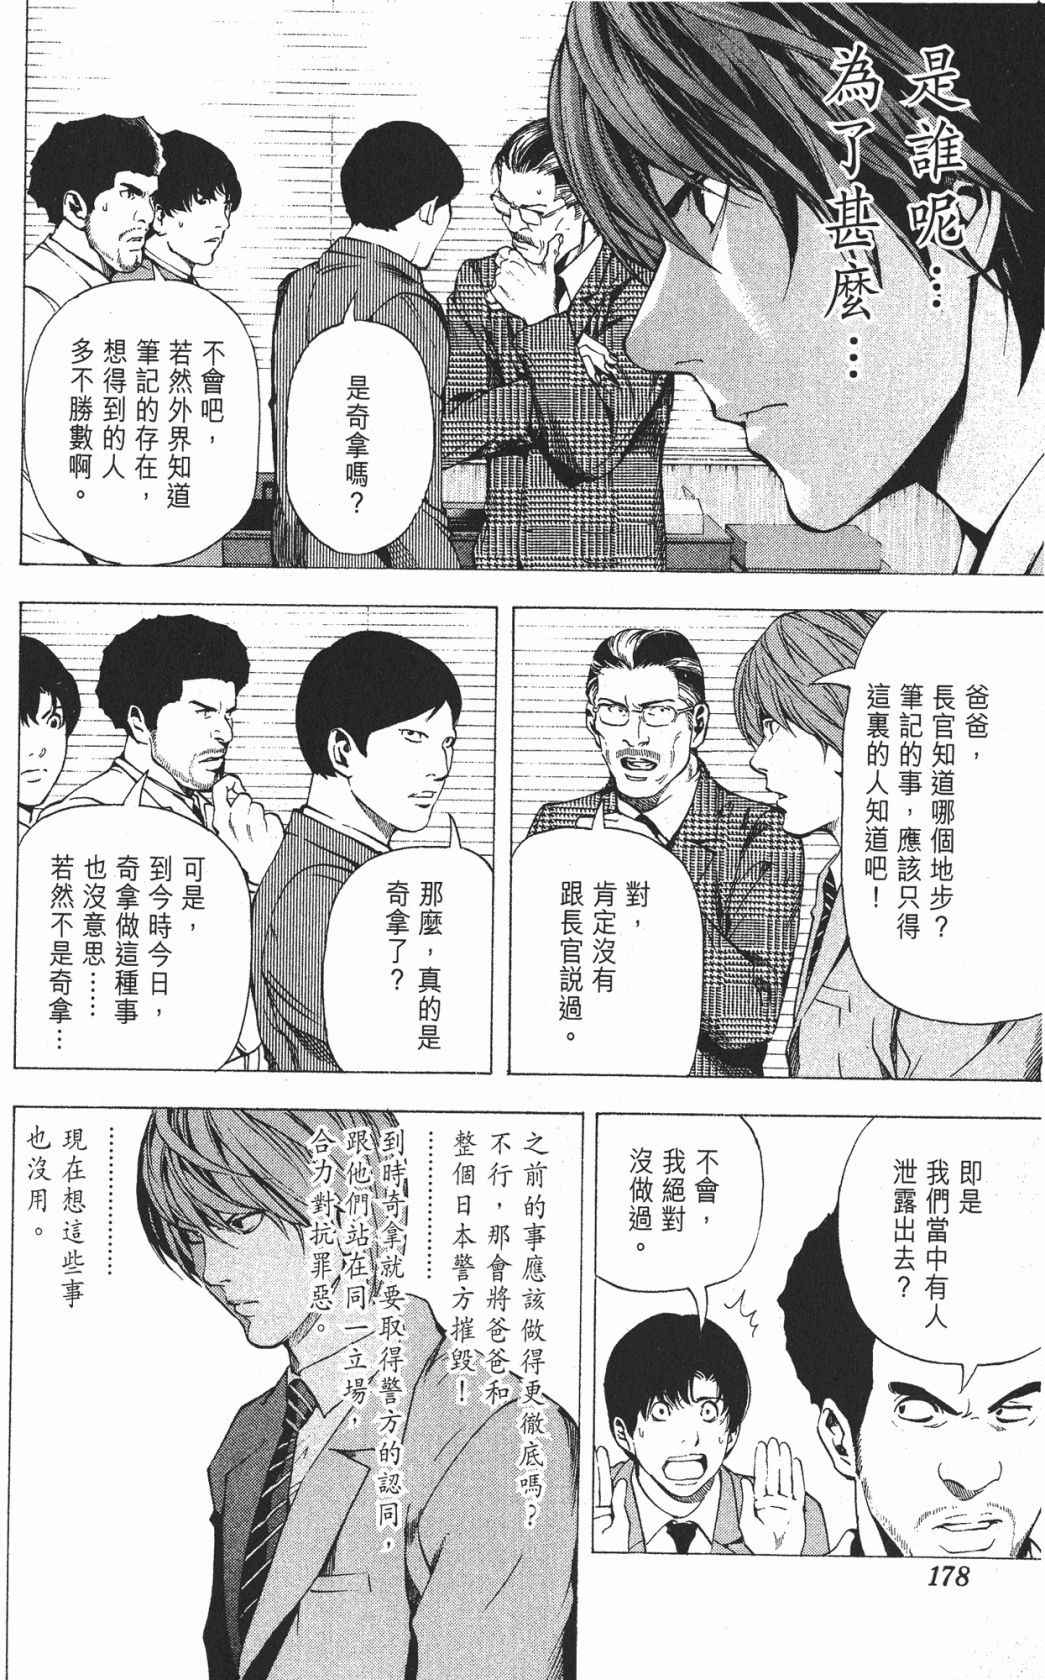 是誰呢…
為了甚麼…
是奇拿嗎？
不會吧，
若然外界知道
筆記的存在，
想得到的人
多不勝數啊。
爸爸，
長官知道哪個地步？
筆記的事，應該只得
這裏的人知道吧！
對，
肯定沒有
跟長官說過。
那麼，真的是
奇拿了？
可是，
到今時今日，
奇拿做這種事
也沒意思……
若然不是奇拿…
即是
我們當中有人
泄露出去？
不會，
我絕對
沒做過。
之前的事應該做得更徹底嗎？
不行，那會將爸爸和
整個日本警方摧毀！
……………
到時奇拿就要取得警方的認同，
跟他們站在同一立場，
合力對抗罪惡。
……………
現在想這些事
也沒用。
178